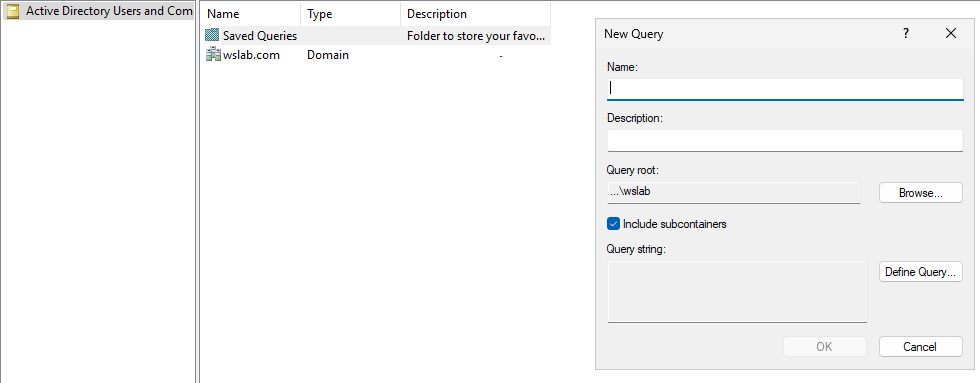 Active Directory Users and Com
Name Type Description
Saved Queries Folder to store your favo...
wslab.com Domain -
New Query ?
Name:
Description:
Query root:
...\wslab Browse...
Include subcontainers
Query string:
Define Query...
OK Cancel